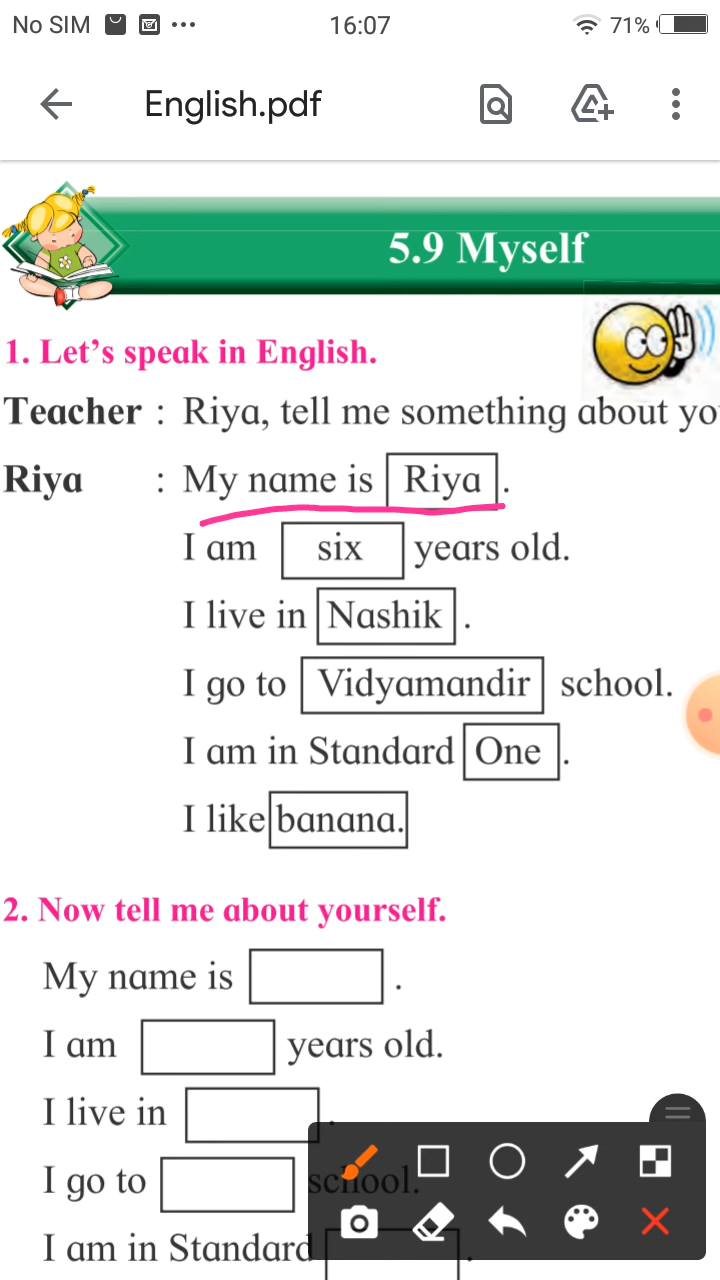 No SIM 16:07 71%
English.pdf
5.9 Myself
1. Let's speak in English.
Teacher : Riya, tell me something about yo
Riya : My name is Riya .
I am six years old.
I live in Nashik .
I go to Vidyamandir school.
I am in Standard One .
I like banana.
2. Now tell me about yourself.
My name is .
I am years old.
I live in .
I go to school.
I am in Standard .